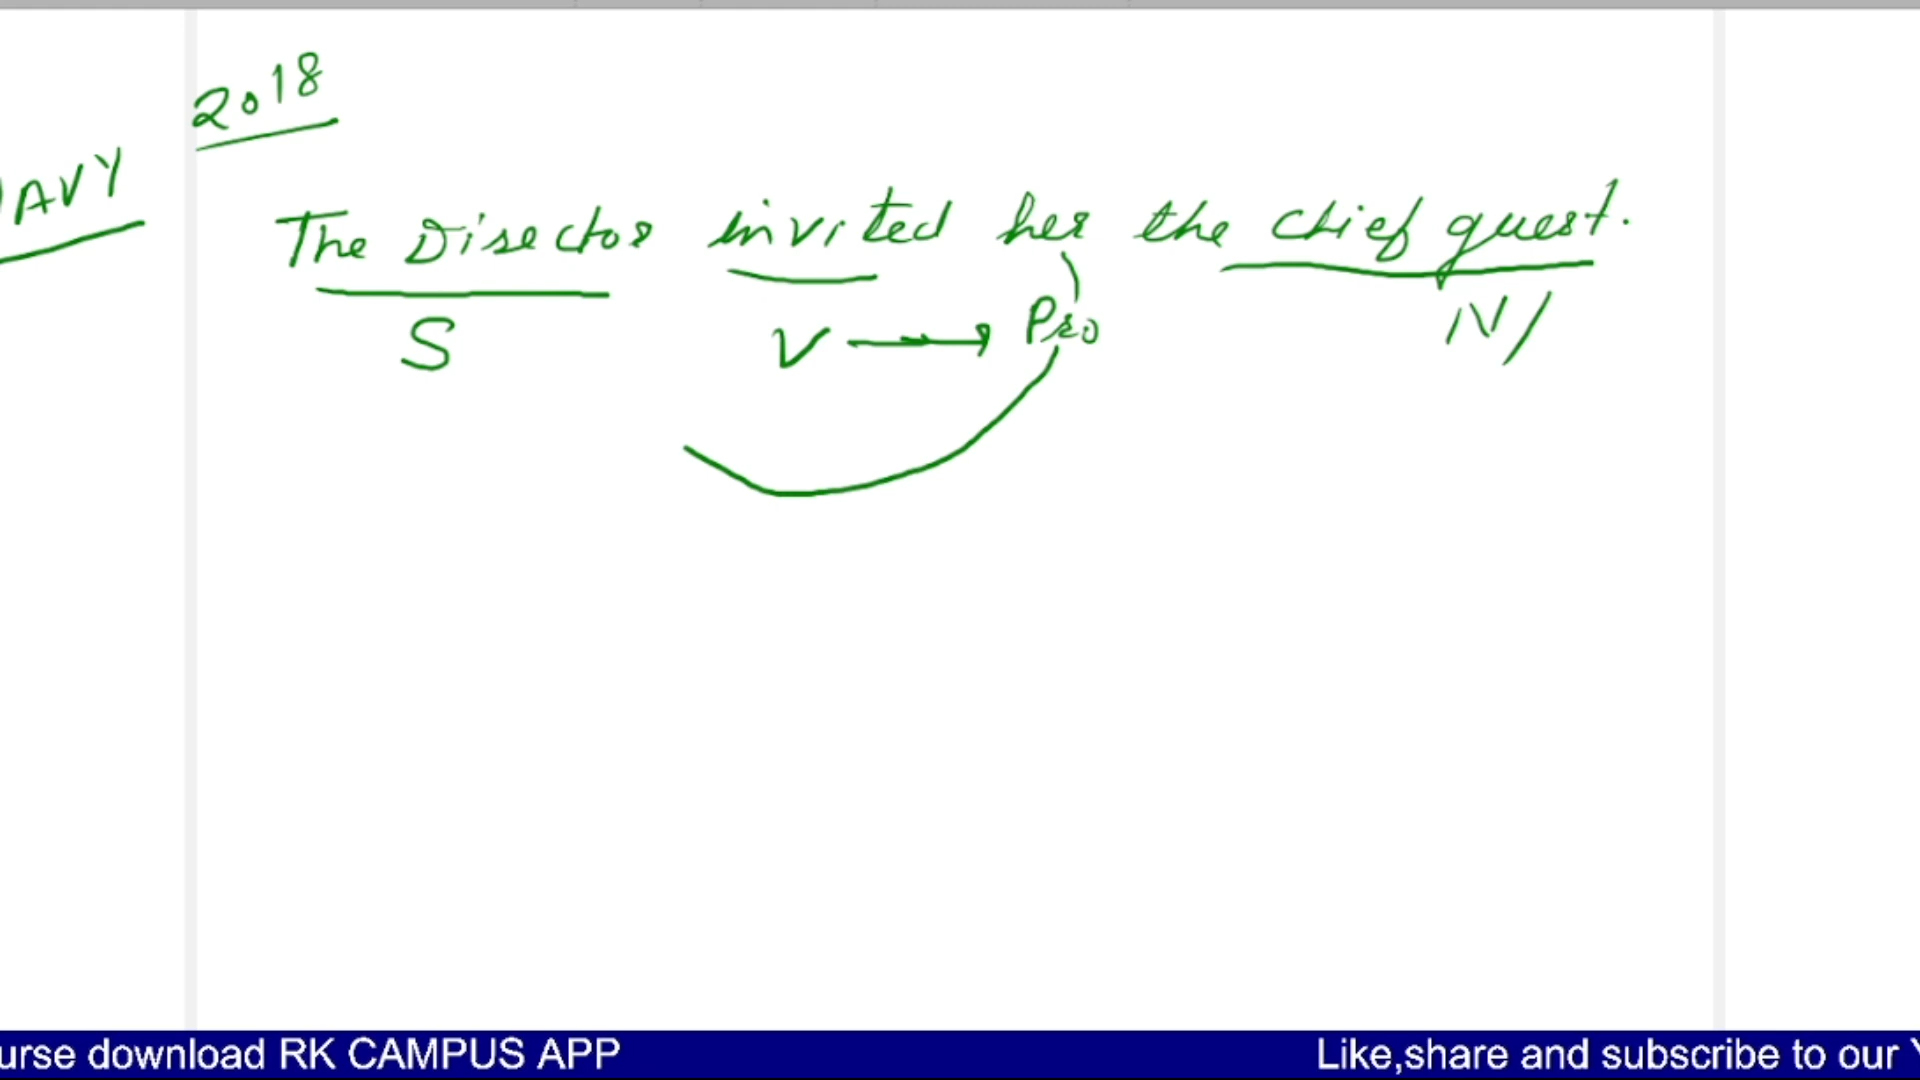 2018
AVY
The Director invited her the chief guest.
S V Pro N/
urse download RK CAMPUS APP
Like,share and subscribe to our Y